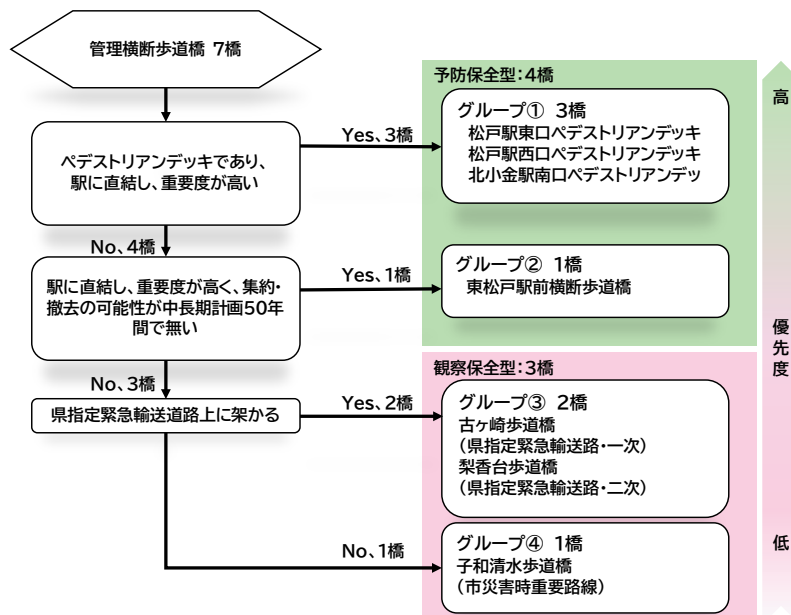 管理横断歩道橋 7橋
予防保全型：4橋
高
グループ① 3橋
松戸駅東口ペデストリアンデッキ
松戸駅西口ペデストリアンデッキ
北小金駅南口ペデストリアンデッ
Yes、3橋
ペデストリアンデッキであり、
駅に直結し、重要度が高い
No、4橋
グループ② 1橋
東松戸駅前横断歩道橋
Yes、1橋
駅に直結し、重要度が高く、集約・
撤去の可能性が中長期計画50年
間で無い
優先度
No、3橋
観察保全型：3橋
県指定緊急輸送道路上に架かる
Yes、2橋
グループ③ 2橋
古ヶ崎歩道橋
（県指定緊急輸送路・一次）
梨香台歩道橋
（県指定緊急輸送路・二次）
No、1橋
グループ④ 1橋
子和清水歩道橋
（市災害時重要路線）
低